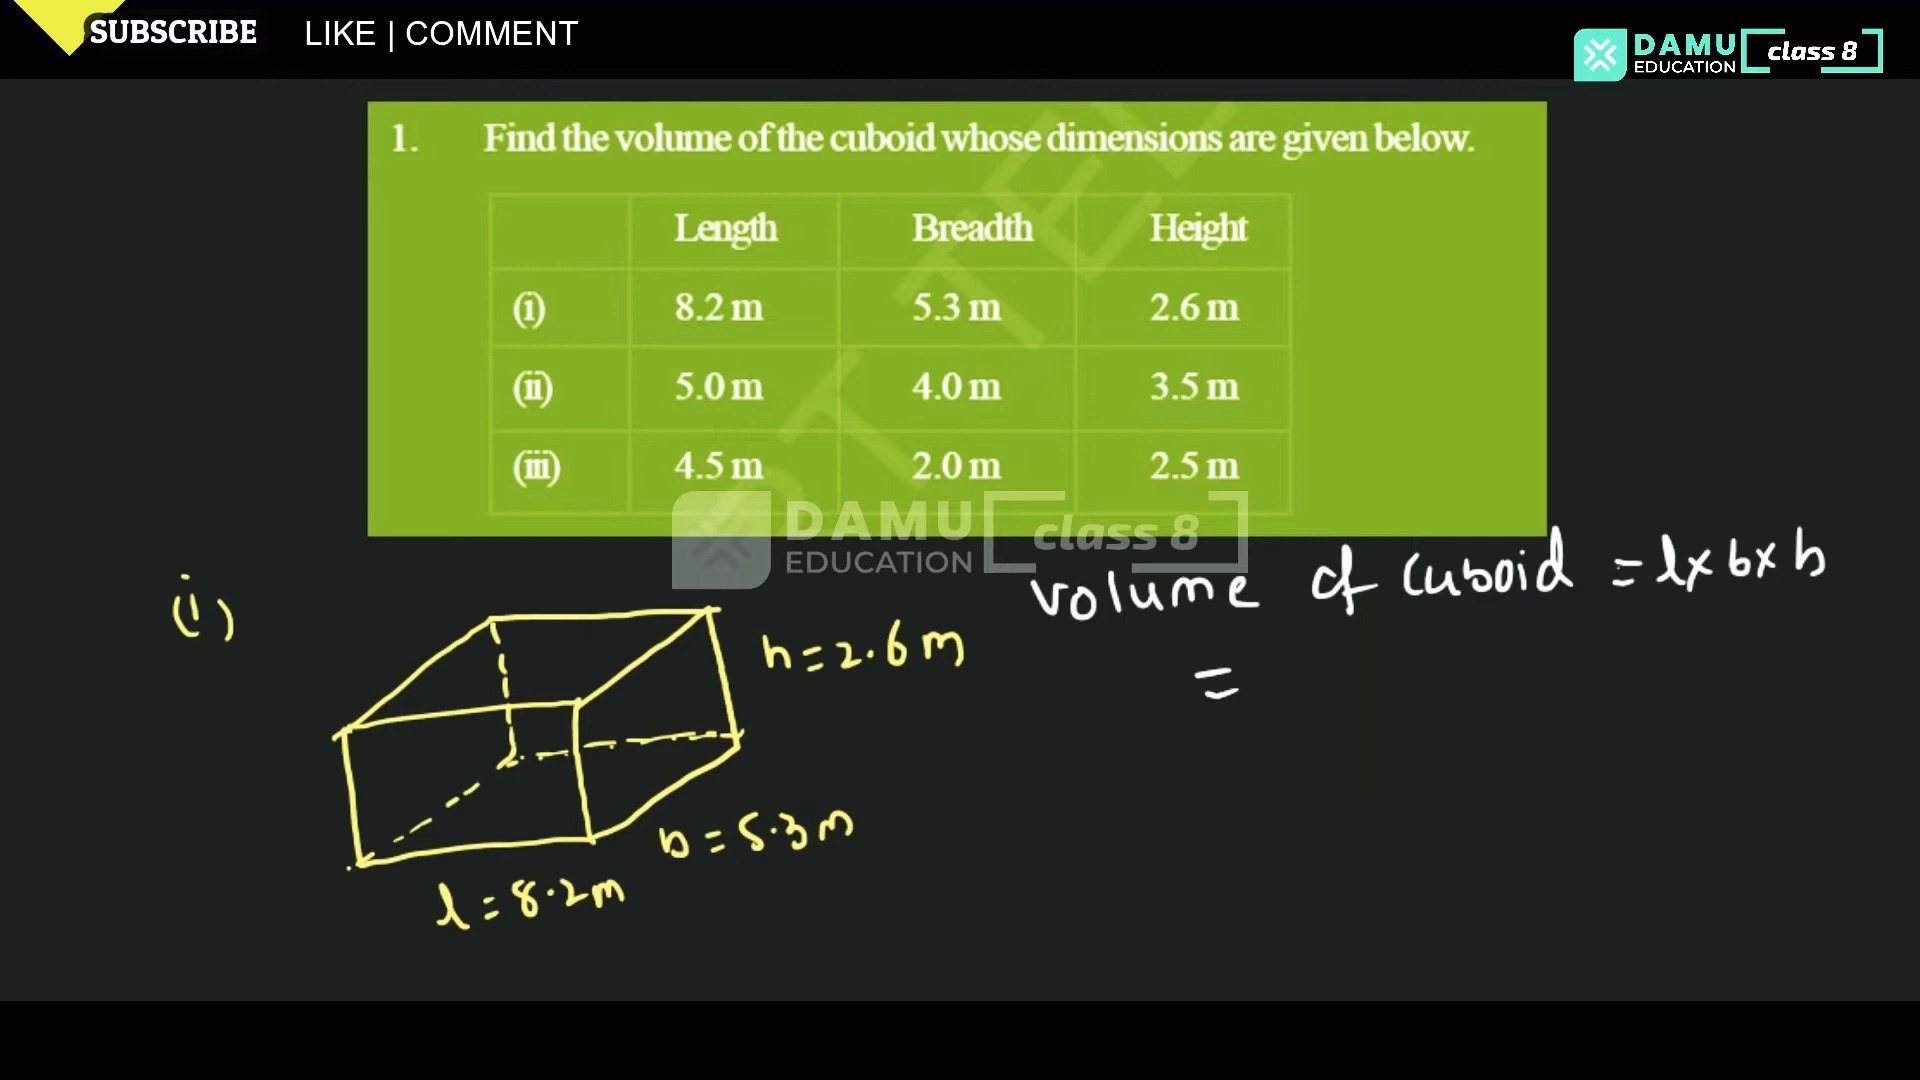 SUBSCRIBE LIKE | COMMENT
DAMU EDUCATION class 8
1. Find the volume of the cuboid whose dimensions are given below.
Length Breadth Height
(i) 8.2 m 5.3 m 2.6 m
(ii) 5.0 m 4.0 m 3.5 m
(iii) 4.5 m 2.0 m 2.5 m
DAMU EDUCATION class 8
volume of cuboid = l x b x h
=
(i)
h = 2.6 m
b = 5.3 m
l = 8.2 m